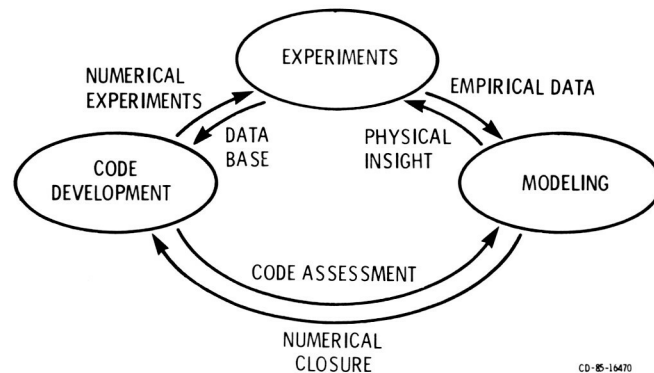 EXPERIMENTS
NUMERICAL
EXPERIMENTS
EMPIRICAL DATA
DATA
BASE
PHYSICAL
INSIGHT
CODE
DEVELOPMENT
MODELING
CODE ASSESSMENT
NUMERICAL
CLOSURE
CD-85-16470